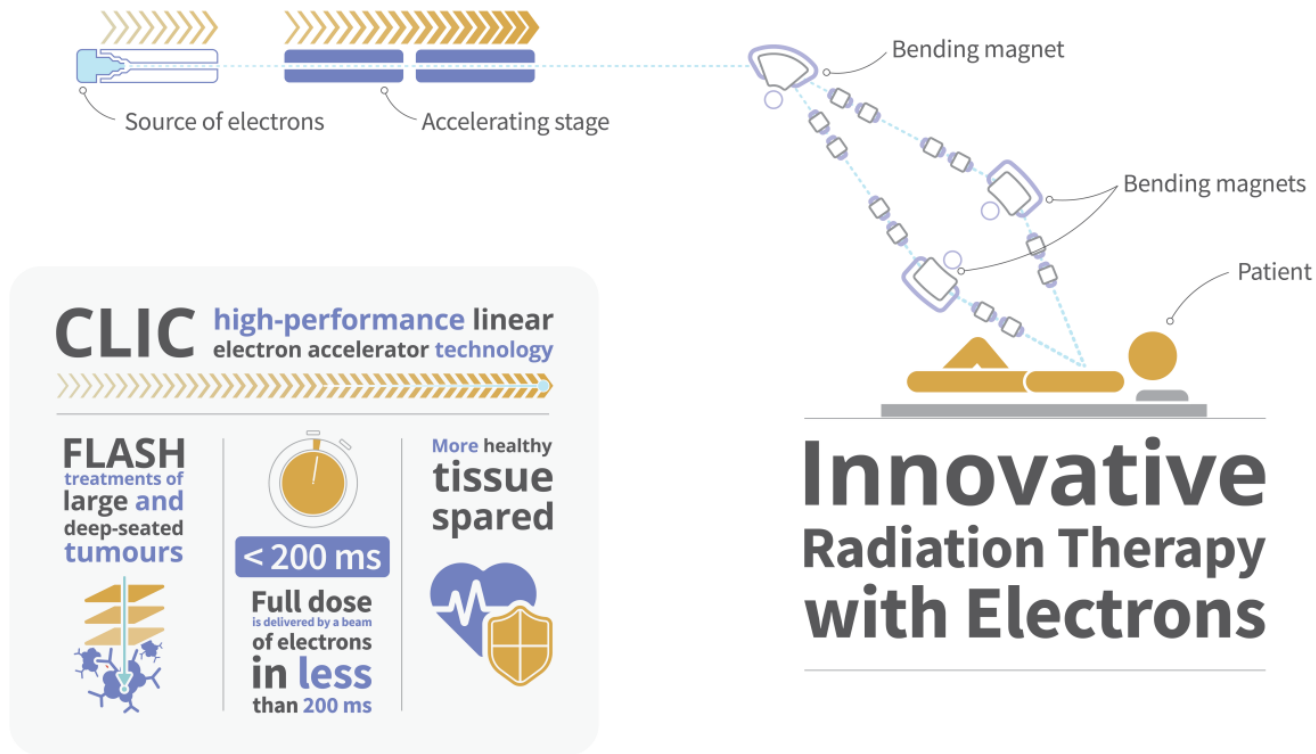 Source of electrons
Accelerating stage
Bending magnet
Bending magnets
Patient
CLIC
high-performance linear
electron accelerator technology
FLASH
treatments of
large and
deep-seated
tumours
< 200 ms
Full dose
is delivered by a beam
of electrons
in less
than 200 ms
More healthy
tissue
spared
Innovative
Radiation Therapy
with Electrons